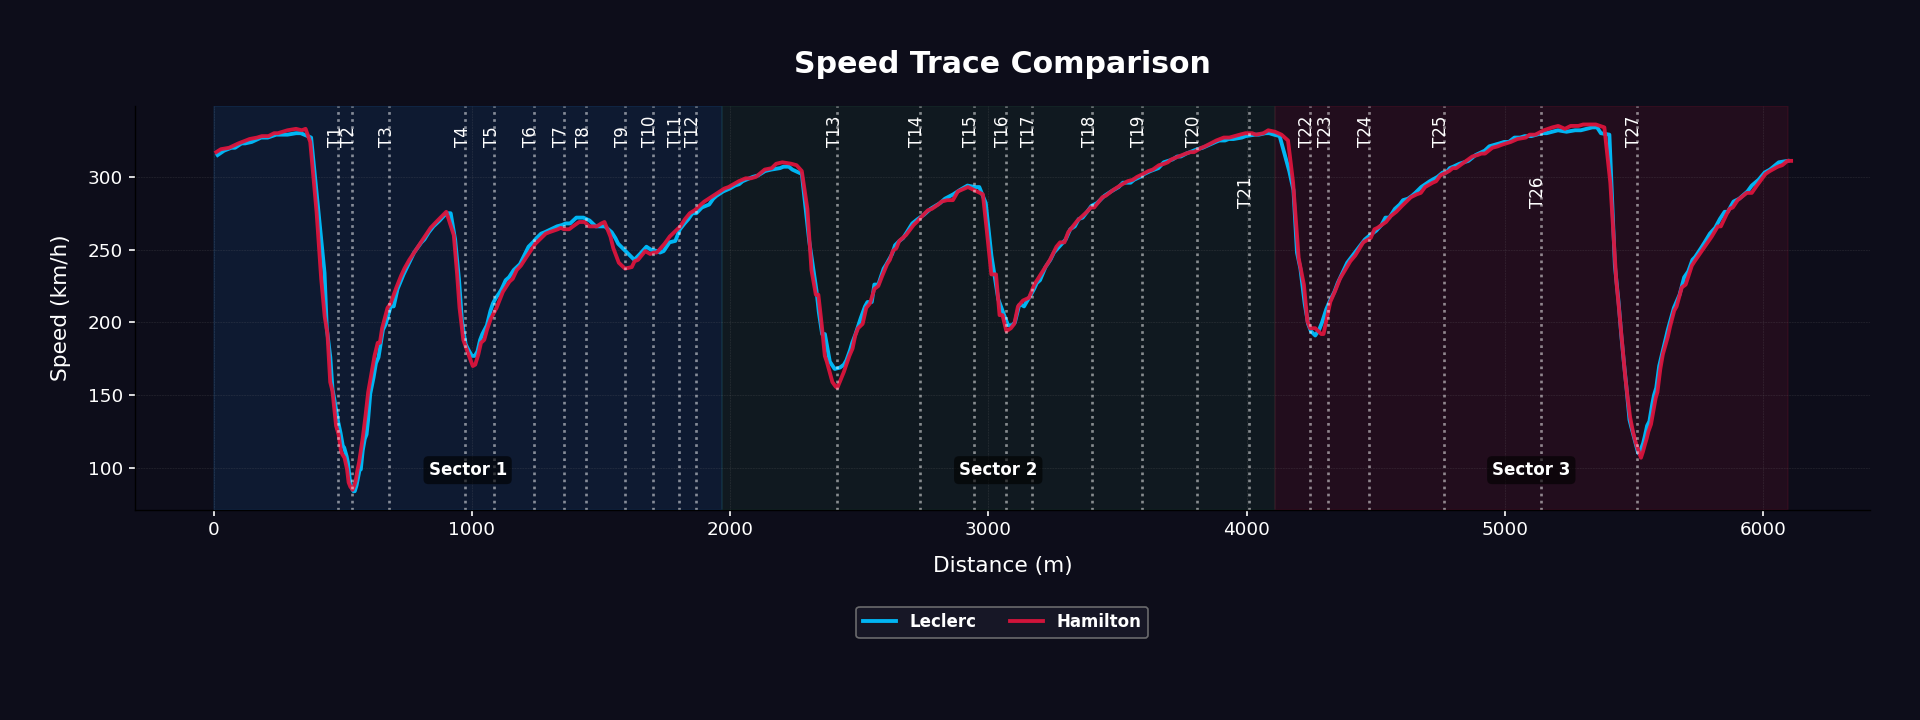 Speed Trace Comparison
T1 T2 T3 T4 T5 T6 T7 T8 T9 T10 T11 T12 T13 T14 T15 T16 T17 T18 T19 T20 T21 T22 T23 T24 T25 T26 T27
300
250
200
150
100
Speed (km/h)
Sector 1 Sector 2 Sector 3
0 1000 2000 3000 4000 5000 6000
Distance (m)
Leclerc Hamilton